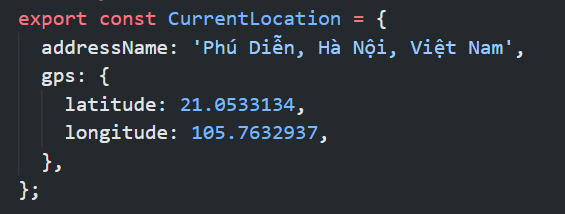 export const CurrentLocation = {
addressName: 'Phú Diễn, Hà Nội, Việt Nam',
gps: {
latitude: 21.0533134,
longitude: 105.7632937,
},
};